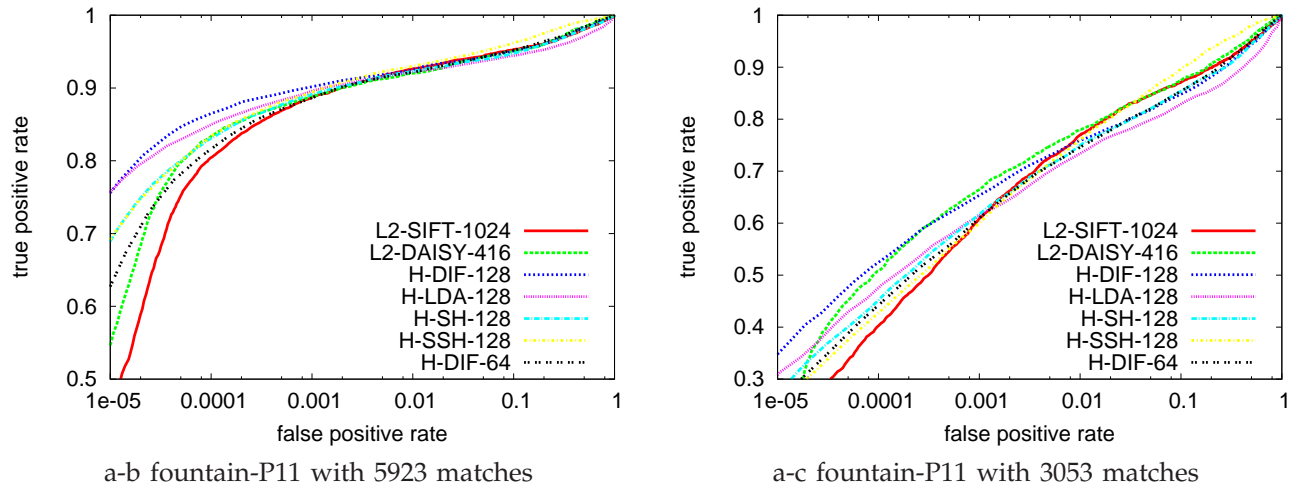 1
0.9
0.8
0.7
0.6
0.5
true positive rate
1e-05 0.0001 0.001 0.01 0.1 1
false positive rate
L2-SIFT-1024
L2-DAISY-416
H-DIF-128
H-LDA-128
H-SH-128
H-SSH-128
H-DIF-64
a-b fountain-P11 with 5923 matches
1
0.9
0.8
0.7
0.6
0.5
0.4
0.3
true positive rate
1e-05 0.0001 0.001 0.01 0.1 1
false positive rate
L2-SIFT-1024
L2-DAISY-416
H-DIF-128
H-LDA-128
H-SH-128
H-SSH-128
H-DIF-64
a-c fountain-P11 with 3053 matches